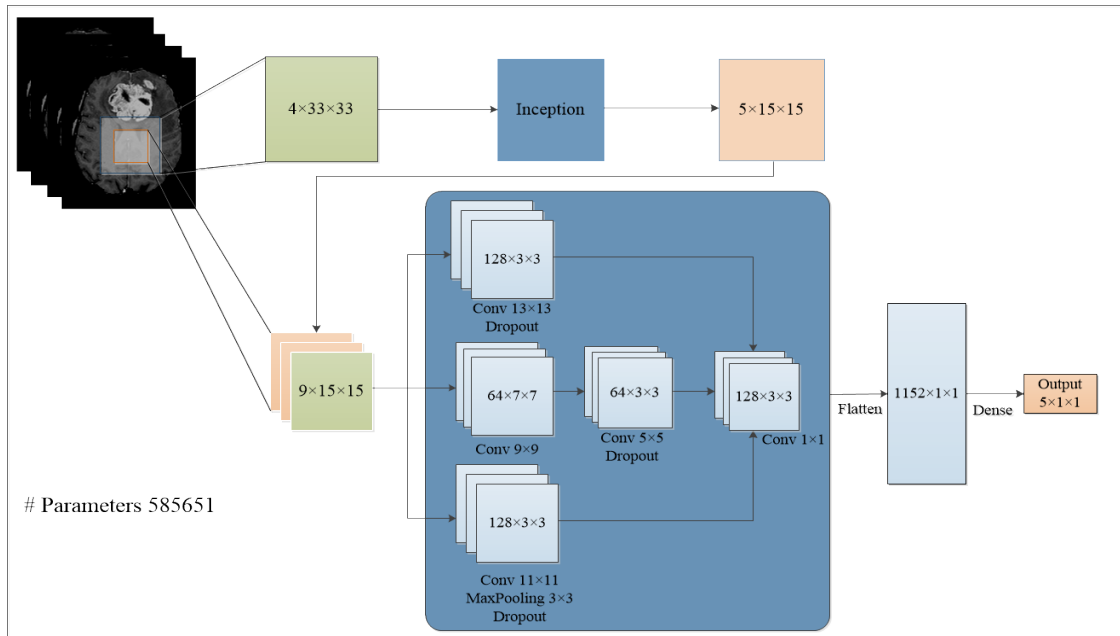 4×33×33
Inception
5×15×15
128×3×3
Conv 13×13
Dropout
9×15×15
64×7×7
Conv 9×9
64×3×3
Conv 5×5
Dropout
128×3×3
Conv 1×1
Flatten
1152×1×1
Dense
Output
5×1×1
128×3×3
Conv 11×11
MaxPooling 3×3
Dropout
# Parameters 585651